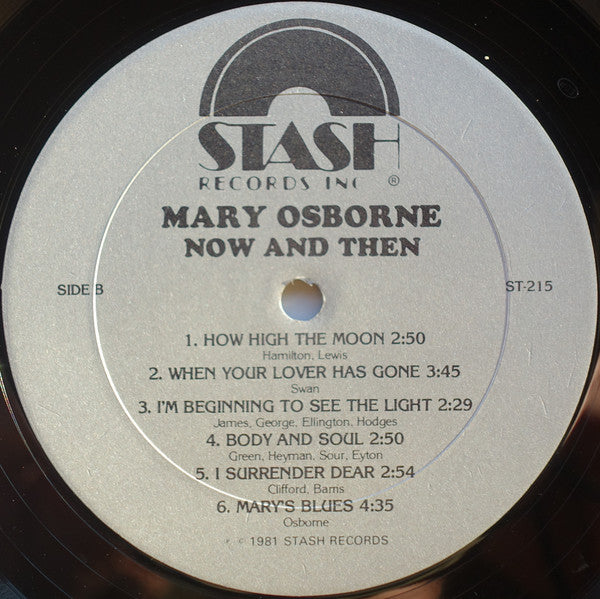 STASH
RECORDS INC ®
MARY OSBORNE
NOW AND THEN
SIDE B
ST-215
1. HOW HIGH THE MOON 2:50
Hamilton, Lewis
2. WHEN YOUR LOVER HAS GONE 3:45
Swan
3. I'M BEGINNING TO SEE THE LIGHT 2:29
James, George, Ellington, Hodges
4. BODY AND SOUL 2:50
Green, Heyman, Sour, Eyton
5. I SURRENDER DEAR 2:54
Clifford, Barris
6. MARY'S BLUES 4:35
Osborne
℗ © 1981 STASH RECORDS